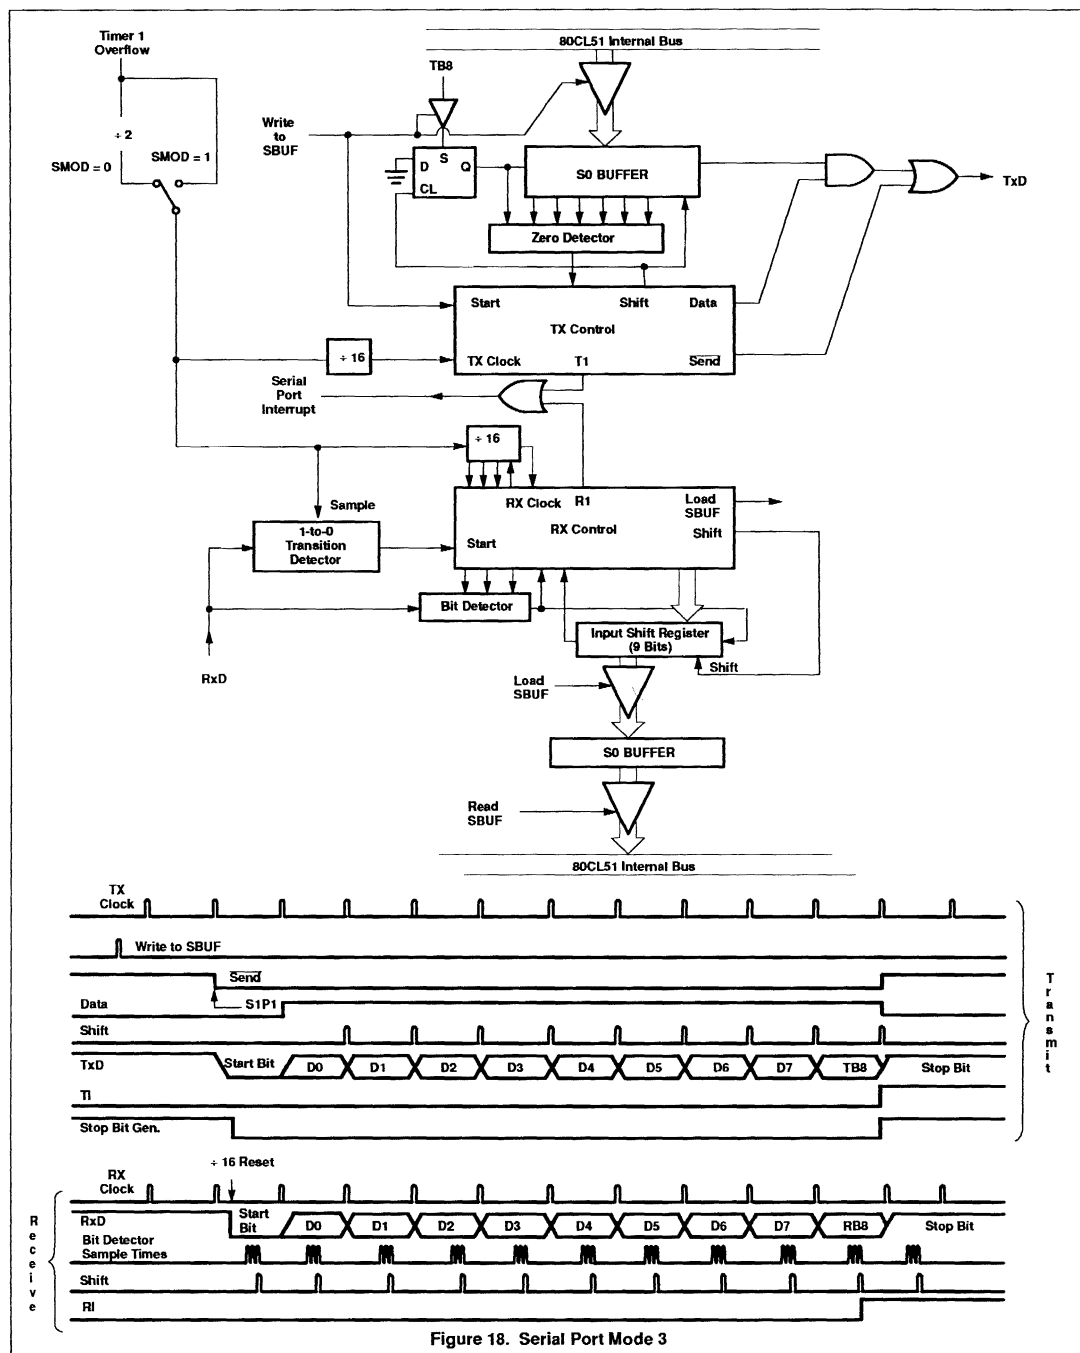 Timer 1
Overflow
80CL51 Internal Bus
TB8
÷ 2
Write
to
SBUF
SMOD = 1
SMOD = 0
D
S
Q
CL
S0 BUFFER
TxD
Zero Detector
Start
Shift
Data
TX Control
÷ 16
TX Clock
T1
Send
Serial
Port
Interrupt
÷ 16
RX Clock
R1
Load
SBUF
Sample
RX Control
Shift
1-to-0
Transition
Detector
Start
Bit Detector
Input Shift Register
(9 Bits)
Shift
RxD
Load
SBUF
S0 BUFFER
Read
SBUF
80CL51 Internal Bus
TX
Clock
Write to SBUF
Send
S1P1
Data
Shift
TxD
Start Bit
D0
D1
D2
D3
D4
D5
D6
D7
TB8
Stop Bit
TI
Stop Bit Gen.
Transmit
÷ 16 Reset
RX
Clock
RxD
Start
Bit
D0
D1
D2
D3
D4
D5
D6
D7
RB8
Stop Bit
Bit Detector
Sample Times
Shift
RI
Receive
Figure 18. Serial Port Mode 3